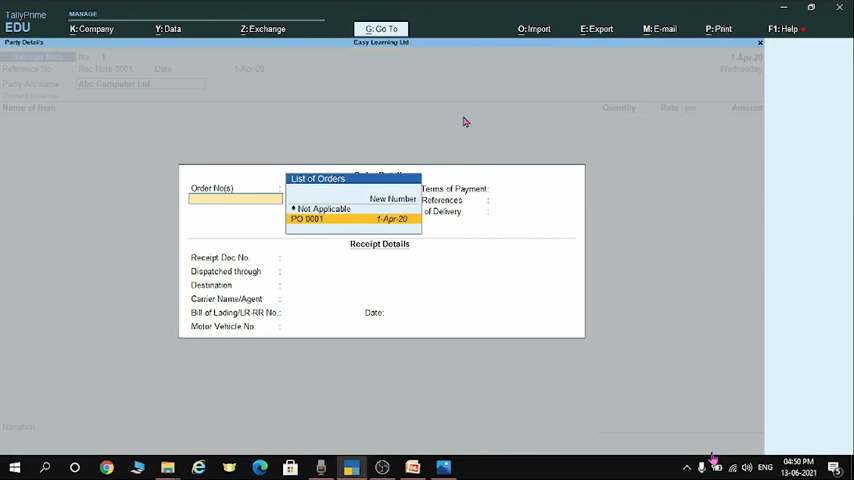 TallyPrime
EDU
MANAGE
K: Company
Y: Data
Z: Exchange
G: Go To
O: Import
E: Export
M: E-mail
P: Print
F1: Help
Party Details
Easy Learning Ltd
Receipt Note No. 1
1-Apr-20
Reference No : Rec Note 0001 Date : 1-Apr-20
Wednesday
Party A/c name : Abc Computer Ltd
Current balance
Name of Item
Quantity Rate per Amount
Order No(s) :
List of Orders
New Number
♦ Not Applicable
PO 0001 1-Apr-20
Terms of Payment:
References :
of Delivery :
Receipt Details
Receipt Doc No. :
Dispatched through :
Destination :
Carrier Name/Agent :
Bill of Lading/LR-RR No.: Date:
Motor Vehicle No. :
Narration
ENG
04:50 PM
13-06-2021
5